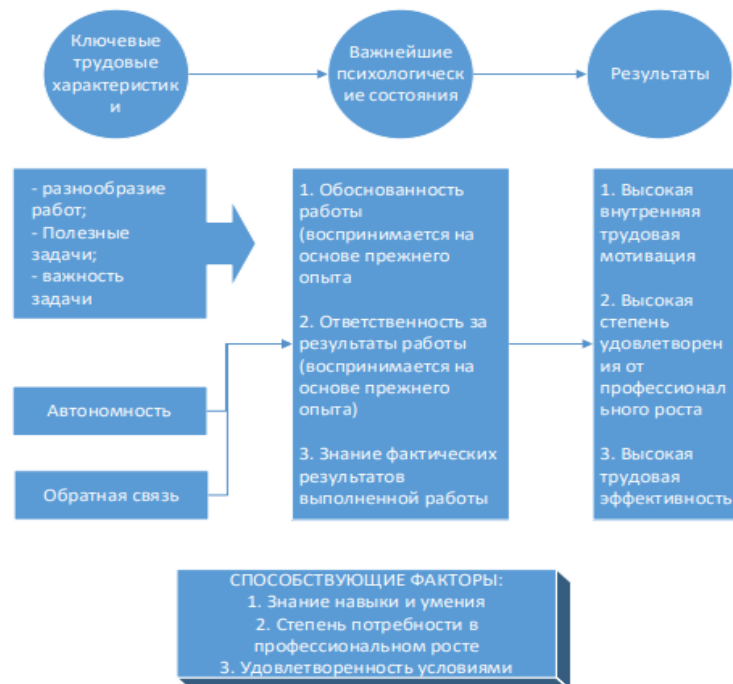 Ключевые
трудовые
характеристик
и
Важнейшие
психологичес
кие состояния
Результаты
- разнообразие
работ;
- Полезные
задачи;
- важность
задачи
Автономность
Обратная связь
1. Обоснованность
работы
(воспринимается на
основе прежнего
опыта
2. Ответственность за
результаты работы
(воспринимается на
основе прежнего
опыта)
3. Знание фактических
результатов
выполненной работы
1. Высокая
внутренняя
трудовая
мотивация
2. Высокая
степень
удовлетворен
ия от
профессионал
ьного роста
3. Высокая
трудовая
эффективность
СПОСОБСТВУЮЩИЕ ФАКТОРЫ:
1. Знание навыки и умения
2. Степень потребности в
профессиональном росте
3. Удовлетворенность условиями